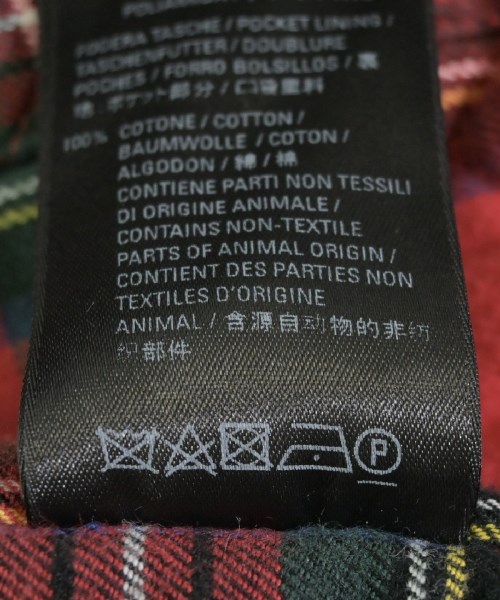 FODERA TASCHE / POCKET LINING /
TASCHENFUTTER / DOUBLURE
POCHES / FORRO BOLSILLOS / 裏
地:ポケット部分 / 口袋里料
100% COTONE / COTTON /
BAUMWOLLE / COTON /
ALGODON / 綿 / 棉
CONTIENE PARTI NON TESSILI
DI ORIGINE ANIMALE /
CONTAINS NON-TEXTILE
PARTS OF ANIMAL ORIGIN /
CONTIENT DES PARTIES NON
TEXTILES D'ORIGINE
ANIMAL / 含源自动物的非纺
织部件
P